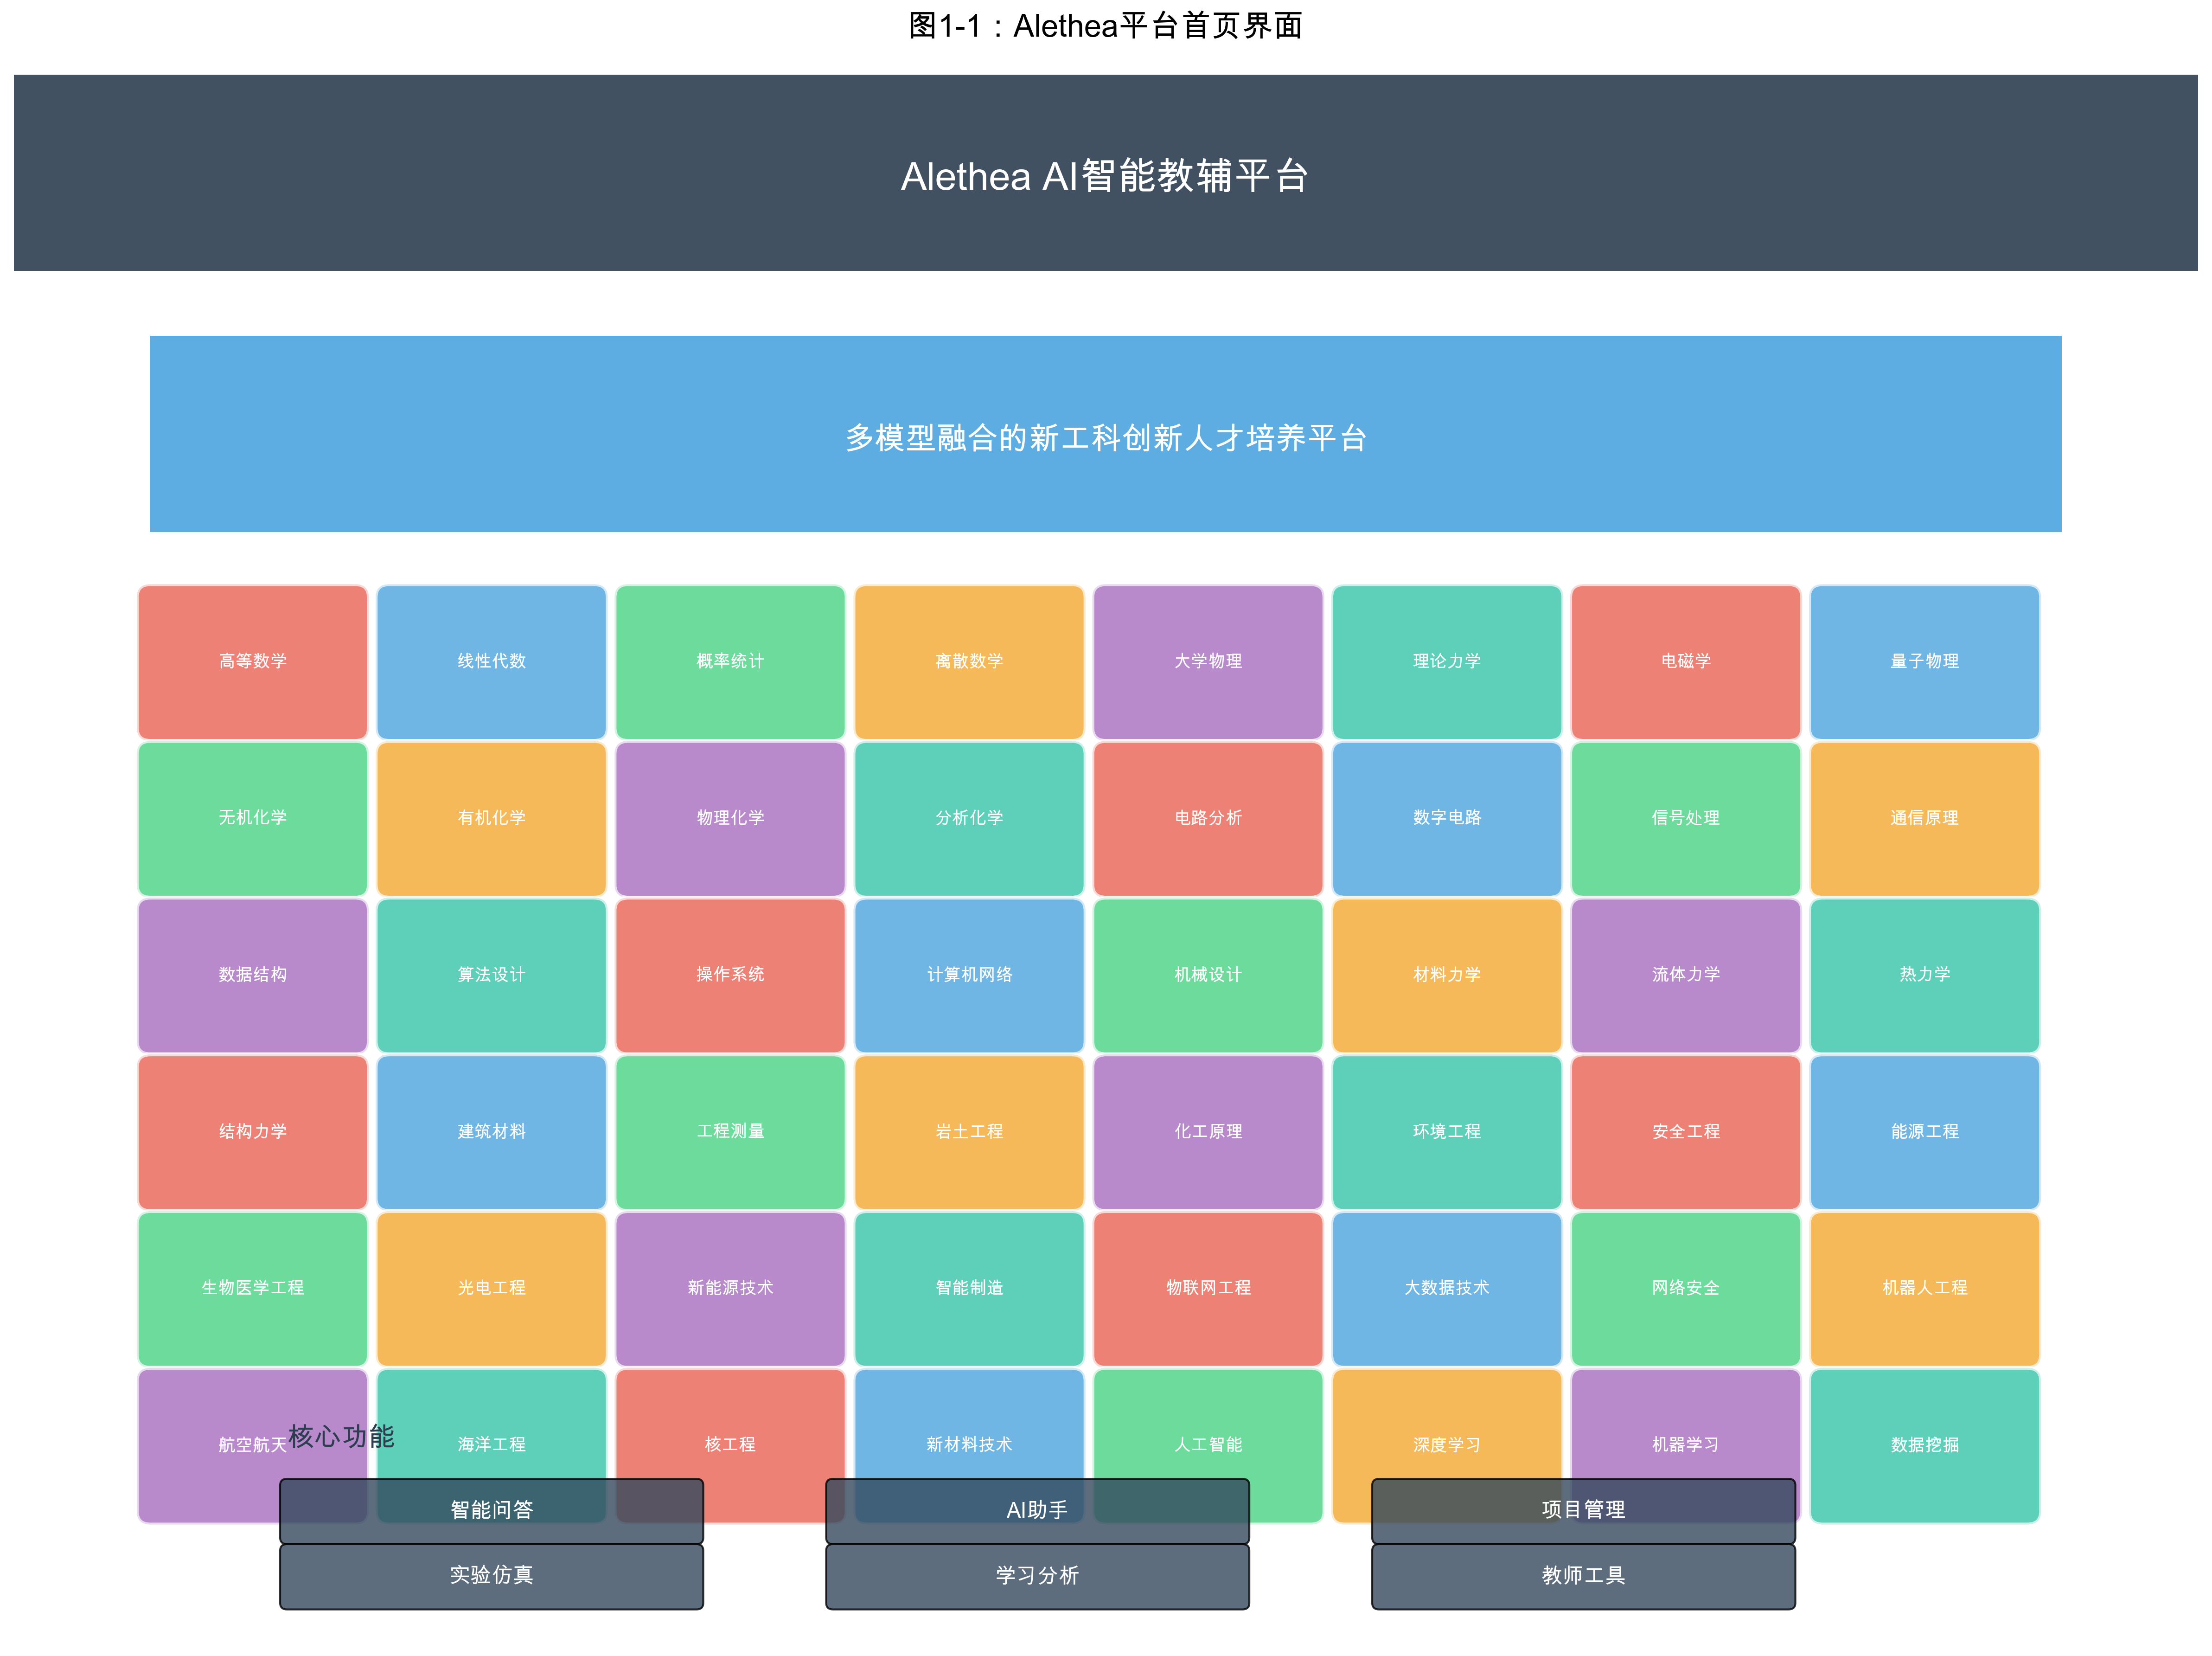 图1-1：Alethea平台首页界面
Alethea AI智能教辅平台
多模型融合的新工科创新人才培养平台
高等数学 线性代数 概率统计 离散数学 大学物理 理论力学 电磁学 量子物理
无机化学 有机化学 物理化学 分析化学 电路分析 数字电路 信号处理 通信原理
数据结构 算法设计 操作系统 计算机网络 机械设计 材料力学 流体力学 热力学
结构力学 建筑材料 工程测量 岩土工程 化工原理 环境工程 安全工程 能源工程
生物医学工程 光电工程 新能源技术 智能制造 物联网工程 大数据技术 网络安全 机器人工程
核心功能
航空航天 海洋工程 核工程 新材料技术 人工智能 深度学习 机器学习 数据挖掘
智能问答 AI助手 项目管理
实验仿真 学习分析 教师工具